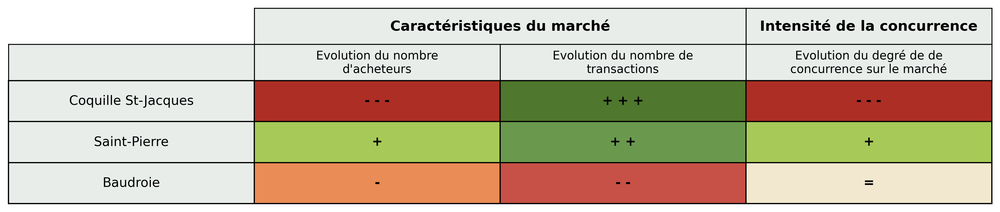 Caractéristiques du marché
Intensité de la concurrence
Evolution du nombre
d'acheteurs
Evolution du nombre de
transactions
Evolution du degré de de
concurrence sur le marché
Coquille St-Jacques
- - -
+ + +
- - -
Saint-Pierre
+
+ +
+
Baudroie
-
- -
=